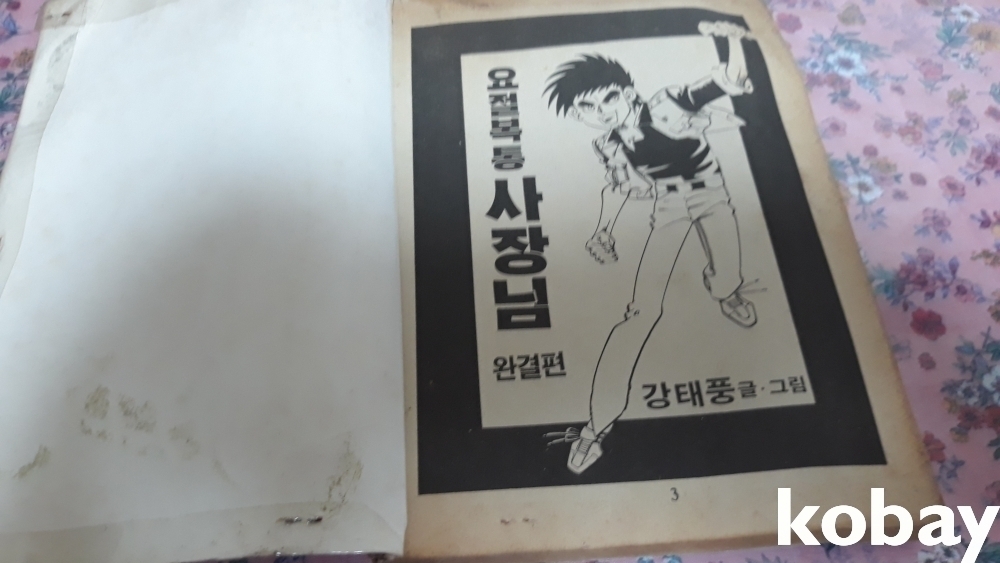 요절복통
사장님
완결편
강태풍 글·그림
3
kobay